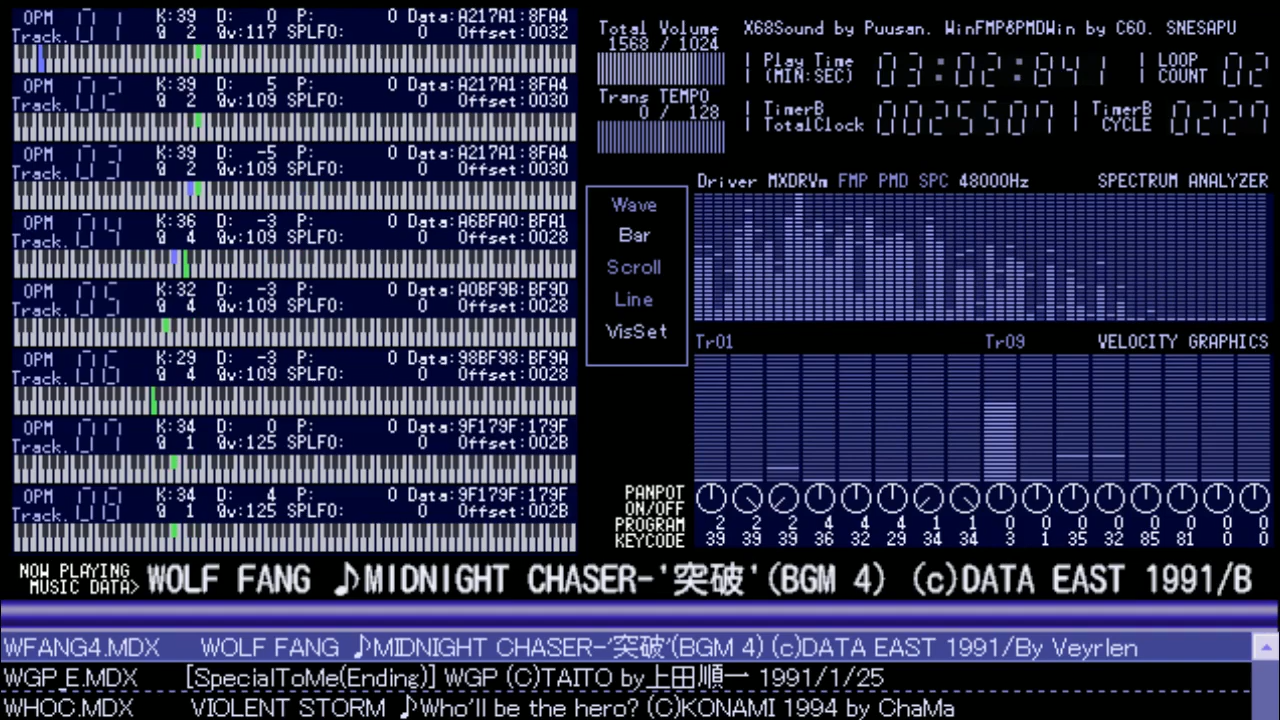 OPM K:39 D: 0 P: 0 Data:A217A1:8FA4
Track. 01 @ 2 @v:117 SPLFO: 0 Offset:0032
OPM K:39 D: 5 P: 0 Data:A217A1:8FA4
Track. 02 @ 2 @v:109 SPLFO: 0 Offset:0030
OPM K:39 D: -5 P: 0 Data:A217A1:8FA4
Track. 03 @ 2 @v:109 SPLFO: 0 Offset:0030
OPM K:36 D: -3 P: 0 Data:A6BFA0:BFA1
Track. 04 @ 4 @v:109 SPLFO: 0 Offset:0028
OPM K:32 D: -3 P: 0 Data:A0BF9B:BF9D
Track. 05 @ 4 @v:109 SPLFO: 0 Offset:0028
OPM K:29 D: -3 P: 0 Data:98BF98:BF9A
Track. 06 @ 4 @v:109 SPLFO: 0 Offset:0028
OPM K:34 D: 0 P: 0 Data:9F179F:179F
Track. 07 @ 1 @v:125 SPLFO: 0 Offset:002B
OPM K:34 D: 4 P: 0 Data:9F179F:179F
Track. 08 @ 1 @v:125 SPLFO: 0 Offset:002B
Total Volume
1568 / 1024
Trans TEMPO
0 / 128
X68Sound by Puusan. WinFMP&PMDWin by C60. SNESAPU
Play Time (MIN:SEC) 03:02:841 LOOP COUNT 02
TimerB TotalClock 0025507 TimerB CYCLE 0227
Wave
Bar
Scroll
Line
VisSet
Driver MXDRVm FMP PMD SPC 48000Hz SPECTRUM ANALYZER
Tr01 Tr09 VELOCITY GRAPHICS
PANPOT
ON/OFF
PROGRAM 2 2 2 4 4 4 1 1 0 0 0 0 0 0 0 0
KEYCODE 39 39 39 36 32 29 34 34 3 1 35 32 85 81 0 0
NOW PLAYING
MUSIC DATA> WOLF FANG ♪MIDNIGHT CHASER-'突破'(BGM 4) (c)DATA EAST 1991/B
WFANG4.MDX WOLF FANG ♪MIDNIGHT CHASER-'突破'(BGM 4) (c)DATA EAST 1991/By Veyrlen
WGP_E.MDX [SpecialToMe(Ending)] WGP (C)TAITO by上田順一 1991/1/25
WHOC.MDX VIOLENT STORM ♪Who'll be the hero? (C)KONAMI 1994 by ChaMa